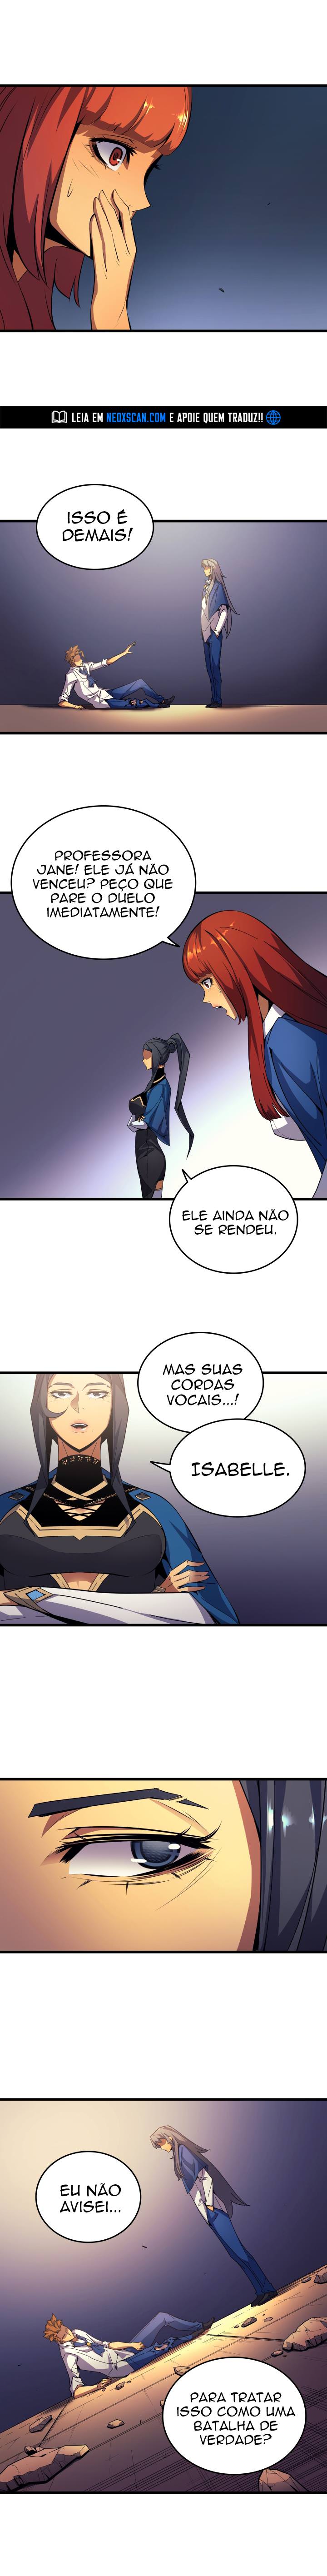 LEIA EM NEOXSCAN.COM E APOIE QUEM TRADUZ!!
ISSO É
DEMAIS!
PROFESSORA
JANE! ELE JÁ NÃO
VENCEU? PEÇO QUE
PARE O DUELO
IMEDIATAMENTE!
ELE AINDA NÃO
SE RENDEU.
MAS SUAS
CORDAS
VOCAIS...!
ISABELLE.
EU NÃO
AVISEI...
PARA TRATAR
ISSO COMO UMA
BATALHA DE
VERDADE?